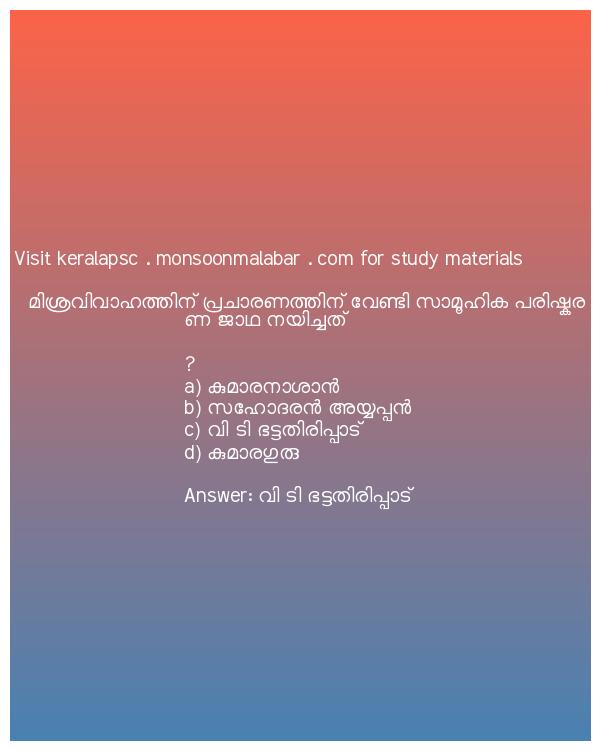 Visit keralapsc . monsoonmalabar . com for study materials
മിശ്രവിവാഹത്തിന് പ്രചാരണത്തിന് വേണ്ടി സാമൂഹിക പരിഷ്കര
ണ ജാഥ നയിച്ചത്
?
a) കുമാരനാശാൻ
b) സഹോദരൻ അയ്യപ്പൻ
c) വി ടി ഭട്ടതിരിപ്പാട്
d) കുമാരഗുരു
Answer: വി ടി ഭട്ടതിരിപ്പാട്